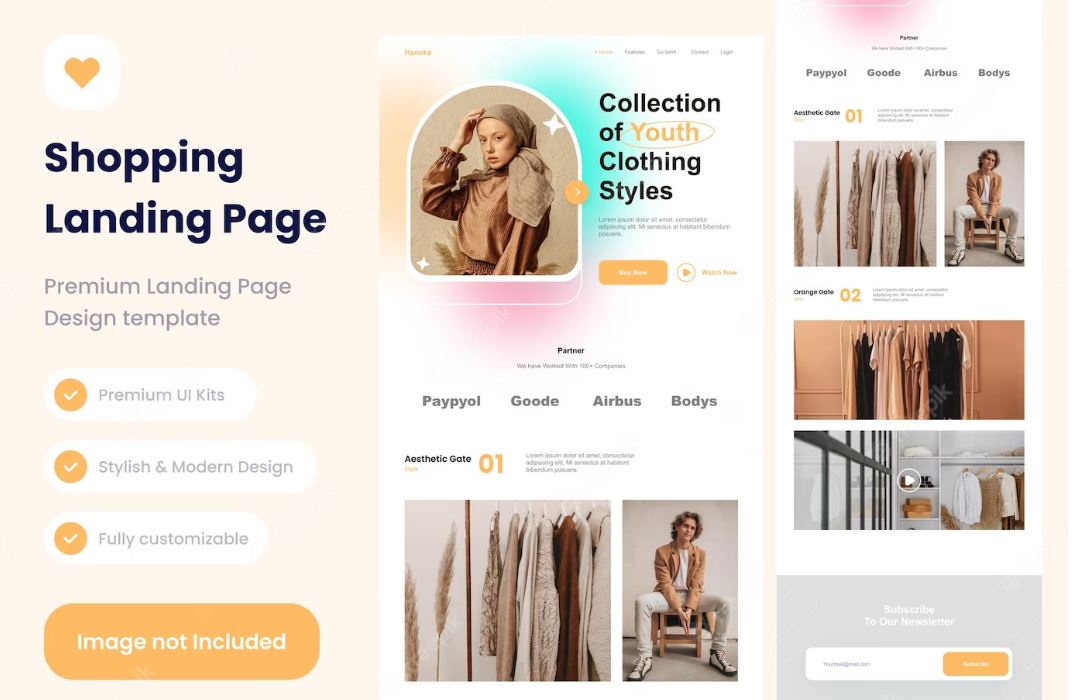 Shopping
Landing Page
Premium Landing Page
Design template
Premium UI Kits
Stylish & Modern Design
Fully customizable
Image not Included
Haneke
Home Features Contact Login
Collection
of Youth
Clothing
Styles
Lorem ipsum dolor sit amet, consectetur
adipiscing elit. Mi senectus at habitant bibendum
posuere.
Buy Now
Watch Now
Partner
We have Worked With 100+ Companies
Paypyol Goode Airbus Bodys
Aesthetic Gate 01
Style
Lorem ipsum dolor sit amet, consectetur
adipiscing elit. Mi senectus at habitant
bibendum posuere.
Partner
We have Worked With 100+ Companies
Paypyol Goode Airbus Bodys
Aesthetic Gate 01
Style
Lorem ipsum dolor sit amet, consectetur
adipiscing elit. Mi senectus at habitant
bibendum posuere.
Orange Gate 02
Style
Lorem ipsum dolor sit amet, consectetur
adipiscing elit. Mi senectus at habitant
bibendum posuere.
Subscribe
To Our Newsletter
Subscribe